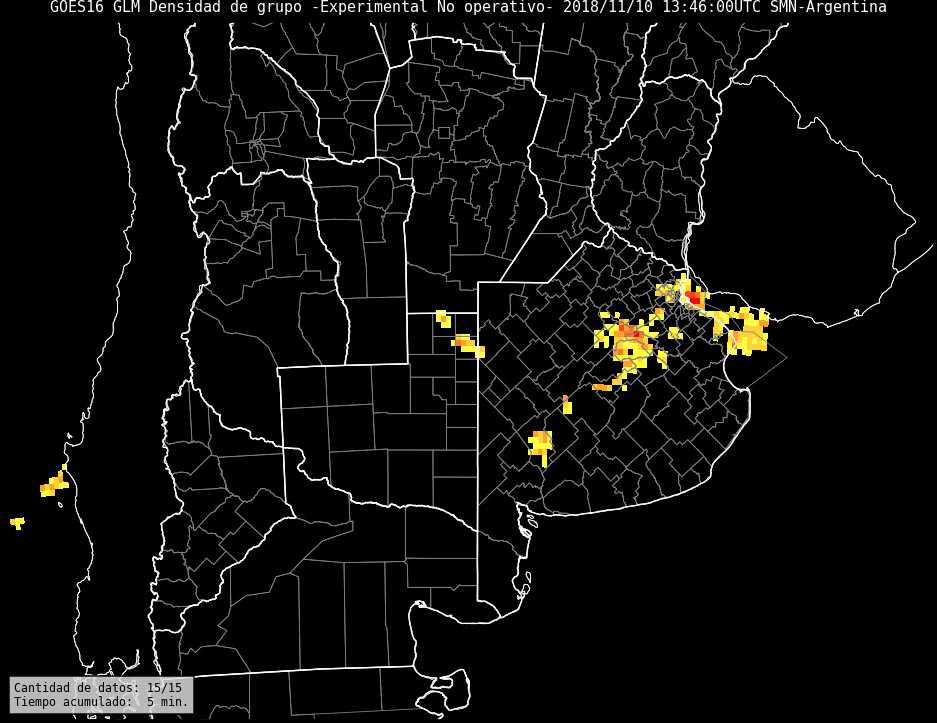 GOES16 GLM Densidad de grupo -Experimental No operativo- 2018/11/10 13:46:00UTC SMN-Argentina
Cantidad de datos: 15/15
Tiempo acumulado:  5 min.